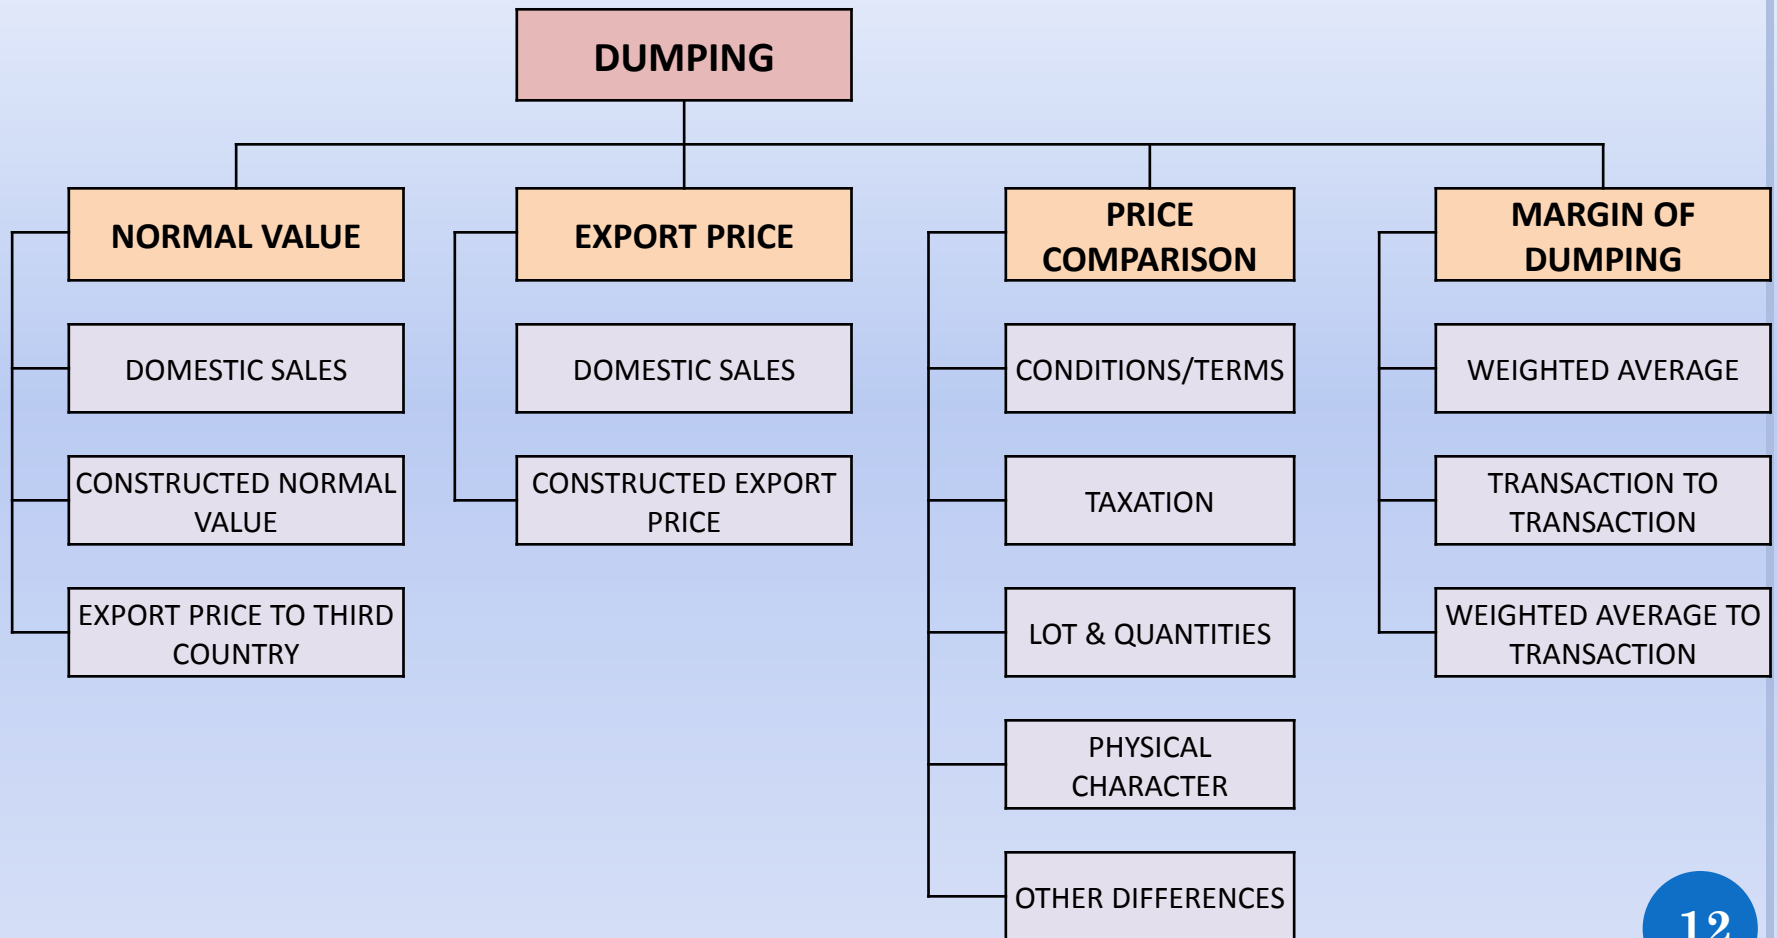 DUMPING
NORMAL VALUE
DOMESTIC SALES
CONSTRUCTED NORMAL
VALUE
EXPORT PRICE TO THIRD
COUNTRY
EXPORT PRICE
DOMESTIC SALES
CONSTRUCTED EXPORT
PRICE
PRICE
COMPARISON
CONDITIONS/TERMS
TAXATION
LOT & QUANTITIES
PHYSICAL
CHARACTER
OTHER DIFFERENCES
MARGIN OF
DUMPING
WEIGHTED AVERAGE
TRANSACTION TO
TRANSACTION
WEIGHTED AVERAGE TO
TRANSACTION
12